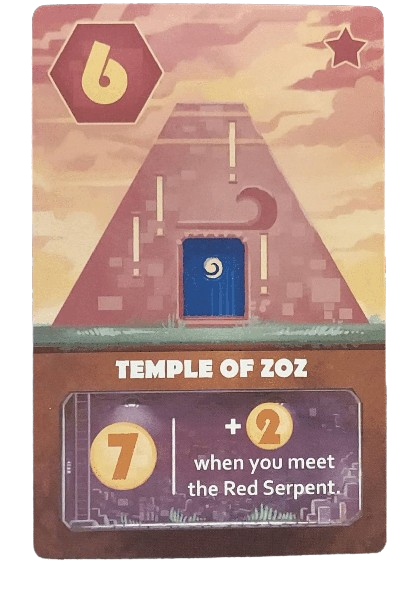 6
TEMPLE OF ZOZ
7
+ 2
when you meet
the Red Serpent.